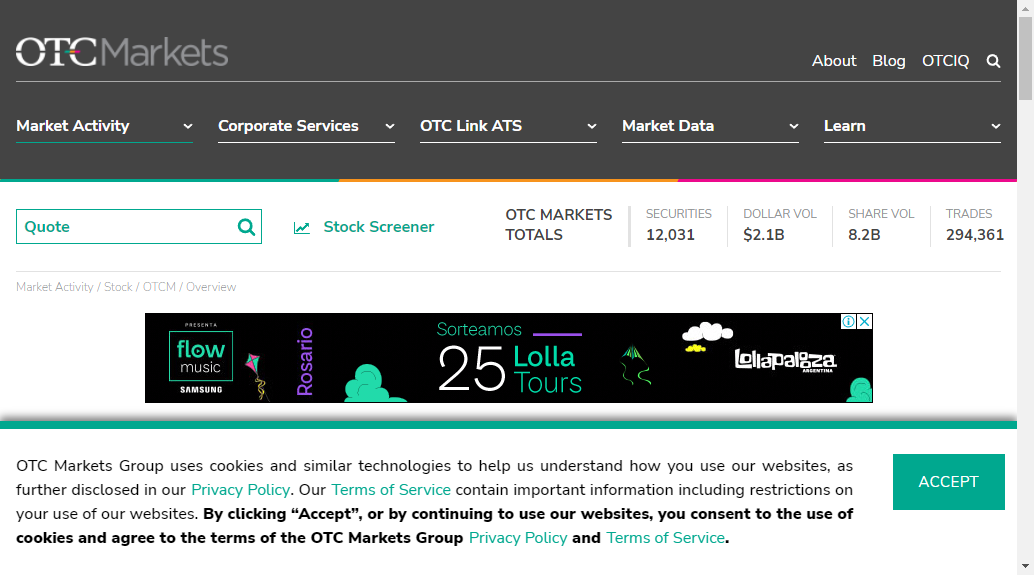 OTCMarkets
About Blog OTCIQ
Market Activity Corporate Services OTC Link ATS Market Data Learn
Quote
Stock Screener
OTC MARKETS
TOTALS
SECURITIES
12,031
DOLLAR VOL
$2.1B
SHARE VOL
8.2B
TRADES
294,361
Market Activity / Stock / OTCM / Overview
PRESENTA
flow
music
SAMSUNG
Rosario
Sorteamos
25 Lolla
Tours
Lollapalooza
ARGENTINA
OTC Markets Group uses cookies and similar technologies to help us understand how you use our websites, as
further disclosed in our Privacy Policy. Our Terms of Service contain important information including restrictions on
your use of our websites. By clicking “Accept”, or by continuing to use our websites, you consent to the use of
cookies and agree to the terms of the OTC Markets Group Privacy Policy and Terms of Service.
ACCEPT